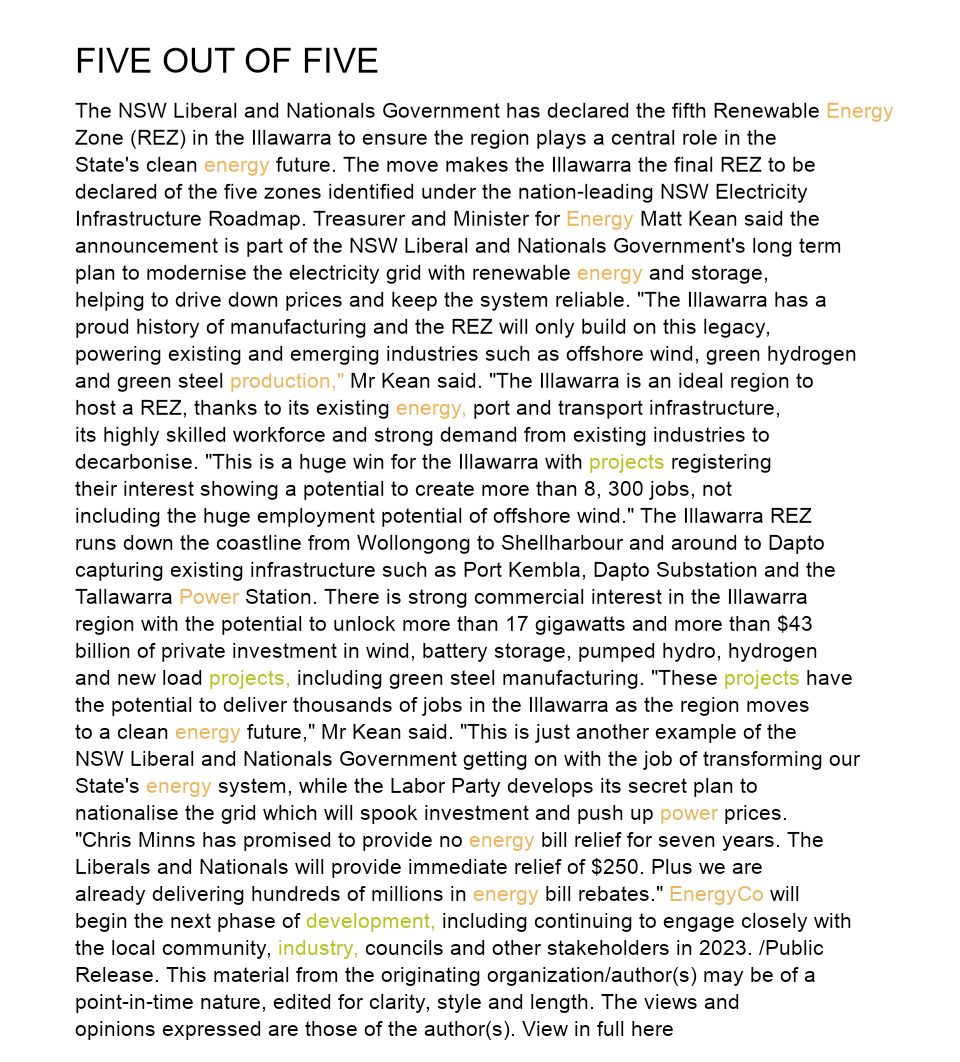 FIVE OUT OF FIVE
The NSW Liberal and Nationals Government has declared the fifth Renewable Energy
Zone (REZ) in the Illawarra to ensure the region plays a central role in the
State's clean energy future. The move makes the Illawarra the final REZ to be
declared of the five zones identified under the nation-leading NSW Electricity
Infrastructure Roadmap. Treasurer and Minister for Energy Matt Kean said the
announcement is part of the NSW Liberal and Nationals Government's long term
plan to modernise the electricity grid with renewable energy and storage,
helping to drive down prices and keep the system reliable. "The Illawarra has a
proud history of manufacturing and the REZ will only build on this legacy,
powering existing and emerging industries such as offshore wind, green hydrogen
and green steel production," Mr Kean said. "The Illawarra is an ideal region to
host a REZ, thanks to its existing energy, port and transport infrastructure,
its highly skilled workforce and strong demand from existing industries to
decarbonise. "This is a huge win for the Illawarra with projects registering
their interest showing a potential to create more than 8, 300 jobs, not
including the huge employment potential of offshore wind." The Illawarra REZ
runs down the coastline from Wollongong to Shellharbour and around to Dapto
capturing existing infrastructure such as Port Kembla, Dapto Substation and the
Tallawarra Power Station. There is strong commercial interest in the Illawarra
region with the potential to unlock more than 17 gigawatts and more than $43
billion of private investment in wind, battery storage, pumped hydro, hydrogen
and new load projects, including green steel manufacturing. "These projects have
the potential to deliver thousands of jobs in the Illawarra as the region moves
to a clean energy future," Mr Kean said. "This is just another example of the
NSW Liberal and Nationals Government getting on with the job of transforming our
State's energy system, while the Labor Party develops its secret plan to
nationalise the grid which will spook investment and push up power prices.
"Chris Minns has promised to provide no energy bill relief for seven years. The
Liberals and Nationals will provide immediate relief of $250. Plus we are
already delivering hundreds of millions in energy bill rebates." EnergyCo will
begin the next phase of development, including continuing to engage closely with
the local community, industry, councils and other stakeholders in 2023. /Public
Release. This material from the originating organization/author(s) may be of a
point-in-time nature, edited for clarity, style and length. The views and
opinions expressed are those of the author(s). View in full here